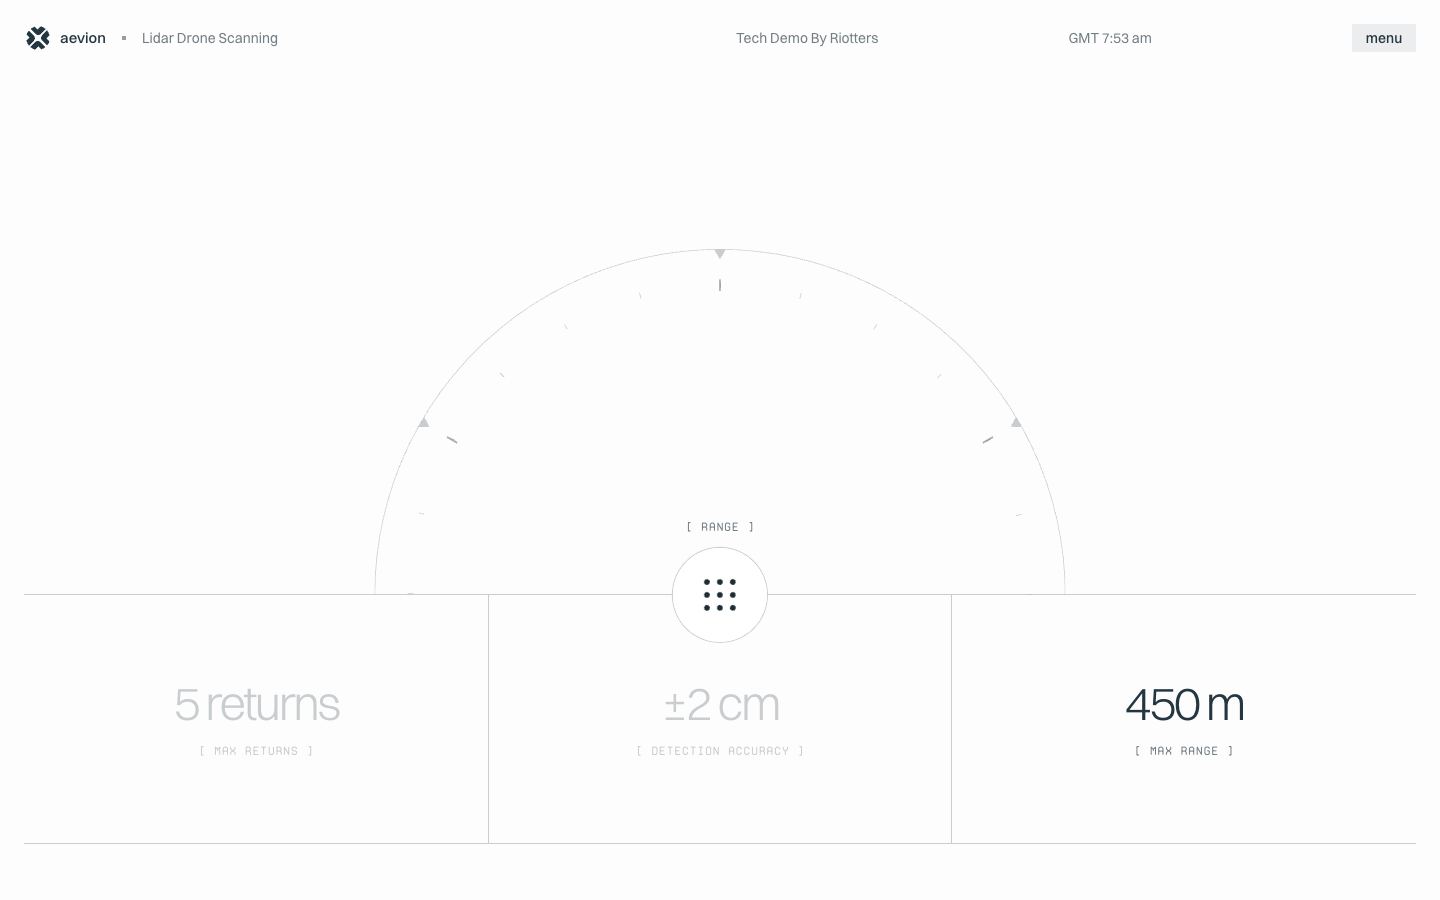 aevion
Lidar Drone Scanning
Tech Demo By Riotters
GMT 7:53 am
menu
[ RANGE ]
5 returns
[ MAX RETURNS ]
±2 cm
[ DETECTION ACCURACY ]
450 m
[ MAX RANGE ]